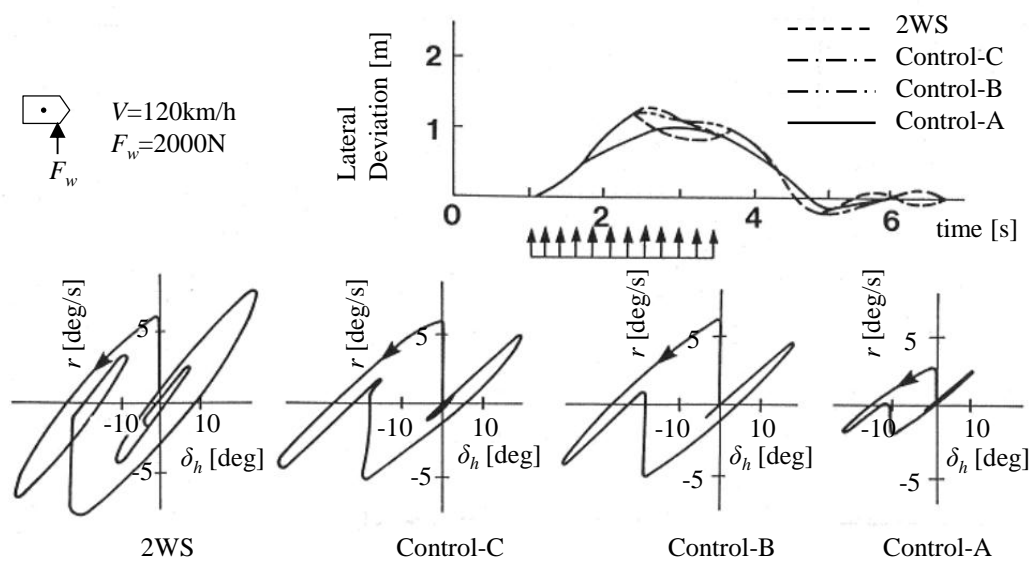 2WS
Control-C
Control-B
Control-A
Lateral
Deviation [m]
2
1
0
2
4
6
time [s]
V=120km/h
F_w=2000N
F_w
r [deg/s]
5
-10
10
δ_h [deg]
-5
2WS
r [deg/s]
5
-10
10
δ_h [deg]
-5
Control-C
r [deg/s]
5
-10
10
δ_h [deg]
-5
Control-B
r [deg/s]
5
-10
10
δ_h [deg]
-5
Control-A